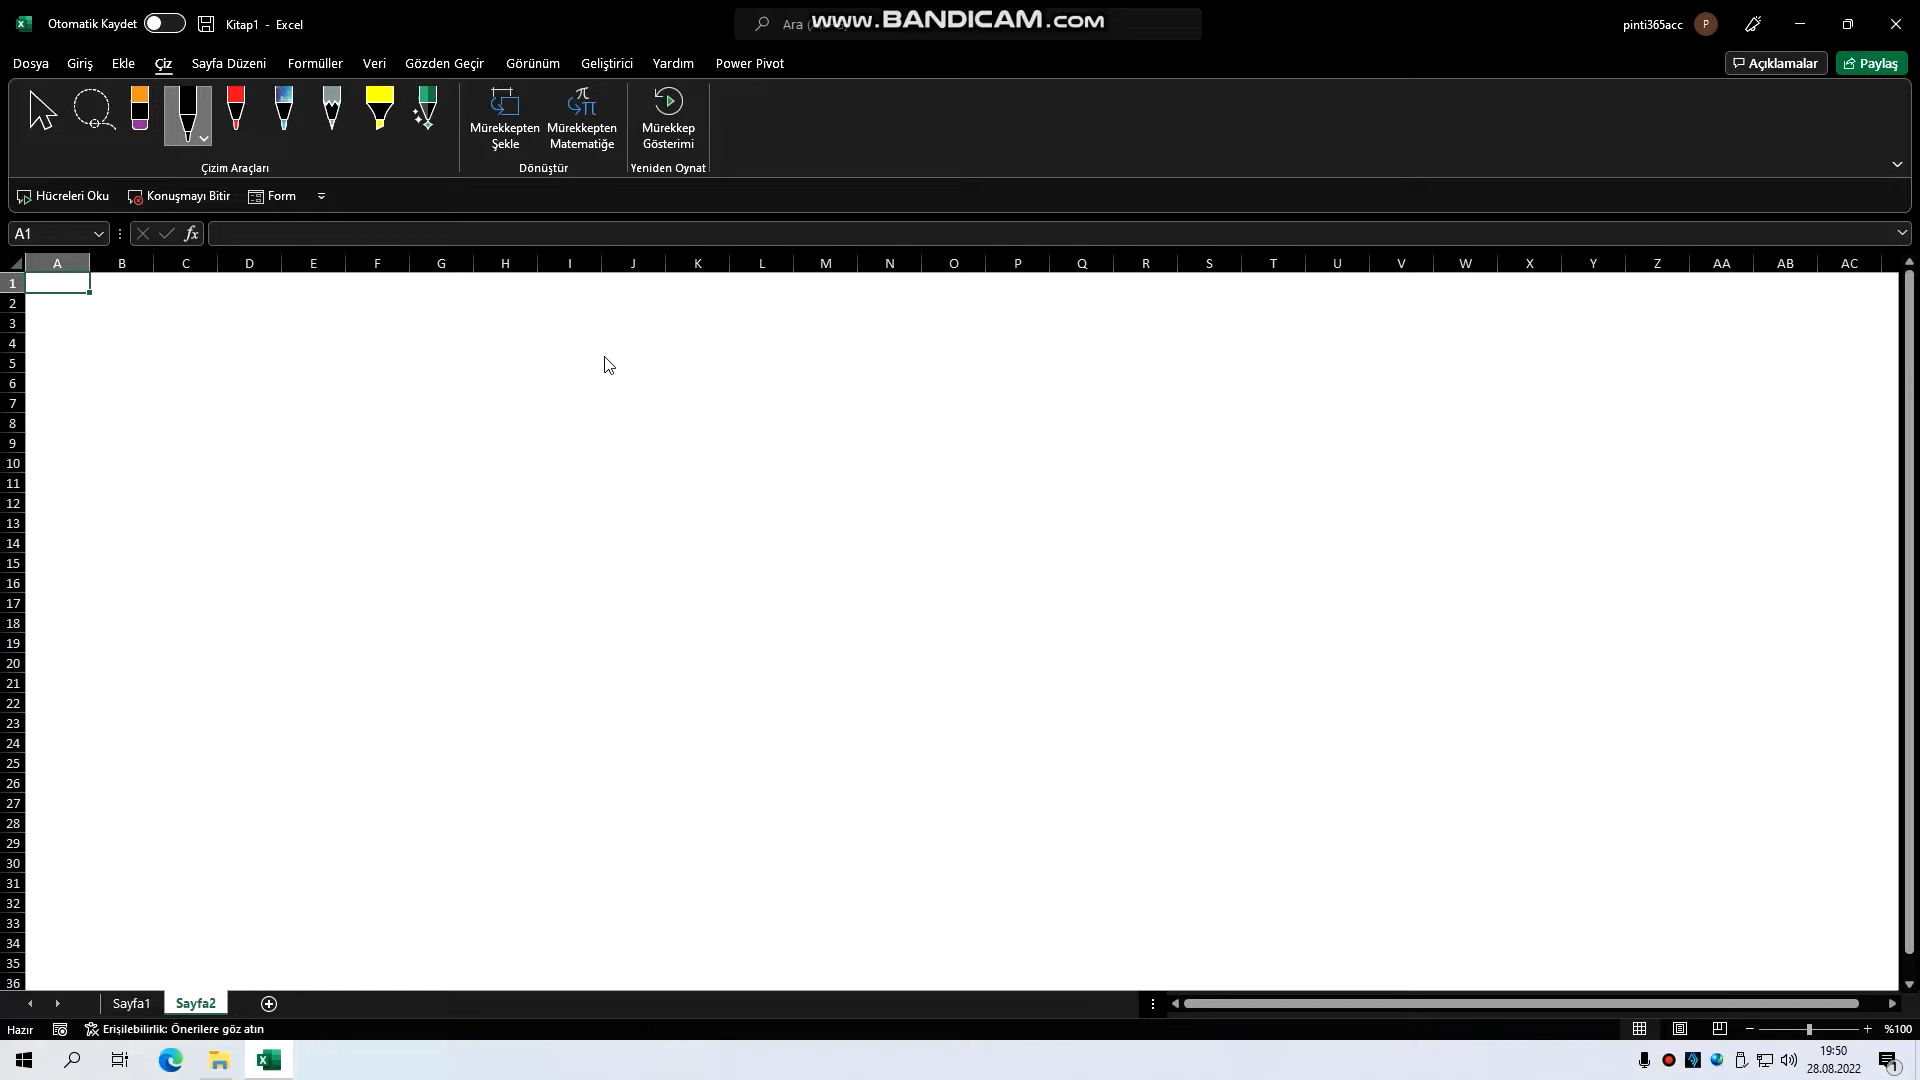 Otomatik Kaydet
Kitap1 - Excel
Ara
www.BANDICAM.com
pinti365acc
P
Dosya Giriş Ekle Çiz Sayfa Düzeni Formüller Veri Gözden Geçir Görünüm Geliştirici Yardım Power Pivot
Açıklamalar
Paylaş
Mürekkepten Mürekkepten Mürekkep
Şekle Matematiğe Gösterimi
Çizim Araçları Dönüştür Yeniden Oynat
Hücreleri Oku Konuşmayı Bitir Form
A1
fx
A B C D E F G H I J K L M N O P Q R S T U V W X Y Z AA AB AC
1
2
3
4
5
6
7
8
9
10
11
12
13
14
15
16
17
18
19
20
21
22
23
24
25
26
27
28
29
30
31
32
33
34
35
36
Sayfa1 Sayfa2
Hazır Erişilebilirlik: Önerilere göz atın
%100
19:50
28.08.2022
1